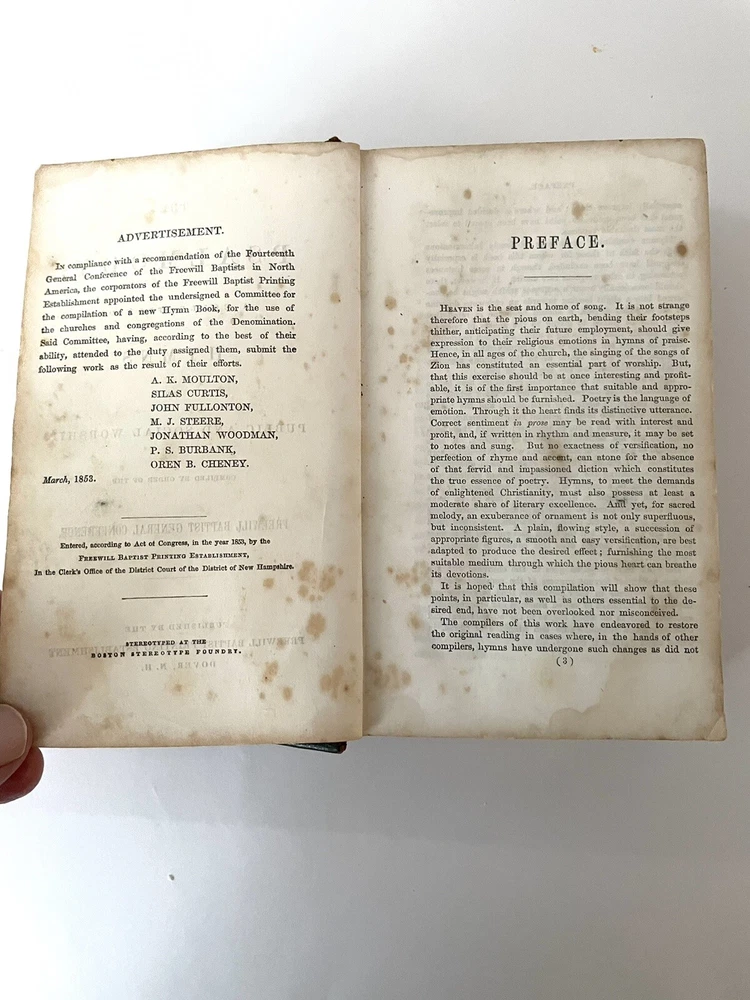 ADVERTISEMENT.
In compliance with a recommendation of the Fourteenth
General Conference of the Freewill Baptists in North
America, the corporators of the Freewill Baptist Printing
Establishment appointed the undersigned a Committee for
the compilation of a new Hymn Book, for the use of
the churches and congregations of the Denomination.
Said Committee, having, according to the best of their
ability, attended to the duty assigned them, submit the
following work as the result of their efforts.
A. K. MOULTON,
SILAS CURTIS,
JOHN FULLONTON,
M. J. STEERE,
JONATHAN WOODMAN,
P. S. BURBANK,
OREN B. CHENEY.
March, 1853.
Entered, according to Act of Congress, in the year 1853, by the
FREEWILL BAPTIST PRINTING ESTABLISHMENT,
In the Clerk's Office of the District Court of the District of New Hampshire.
STEREOTYPED AT THE
BOSTON STEREOTYPE FOUNDRY.
PREFACE.
HEAVEN is the seat and home of song. It is not strange
therefore that the pious on earth, bending their footsteps
thither, anticipating their future employment, should give
expression to their religious emotions in hymns of praise.
Hence, in all ages of the church, the singing of the songs of
Zion has constituted an essential part of worship. But,
that this exercise should be at once interesting and profit-
able, it is of the first importance that suitable and appro-
priate hymns should be furnished. Poetry is the language of
emotion. Through it the heart finds its distinctive utterance.
Correct sentiment in prose may be read with interest and
profit, and, if written in rhythm and measure, it may be set
to notes and sung. But no exactness of versification, no
perfection of rhyme and accent, can atone for the absence
of that fervid and impassioned diction which constitutes
the true essence of poetry. Hymns, to meet the demands
of enlightened Christianity, must also possess at least a
moderate share of literary excellence. And yet, for sacred
melody, an exuberance of ornament is not only superfluous,
but inconsistent. A plain, flowing style, a succession of
appropriate figures, a smooth and easy versification, are best
adapted to produce the desired effect; furnishing the most
suitable medium through which the pious heart can breathe
its devotions.
It is hoped that this compilation will show that these
points, in particular, as well as others essential to the de-
sired end, have not been overlooked nor misconceived.
The compilers of this work have endeavored to restore
the original reading in cases where, in the hands of other
compilers, hymns have undergone such changes as did not
(3)